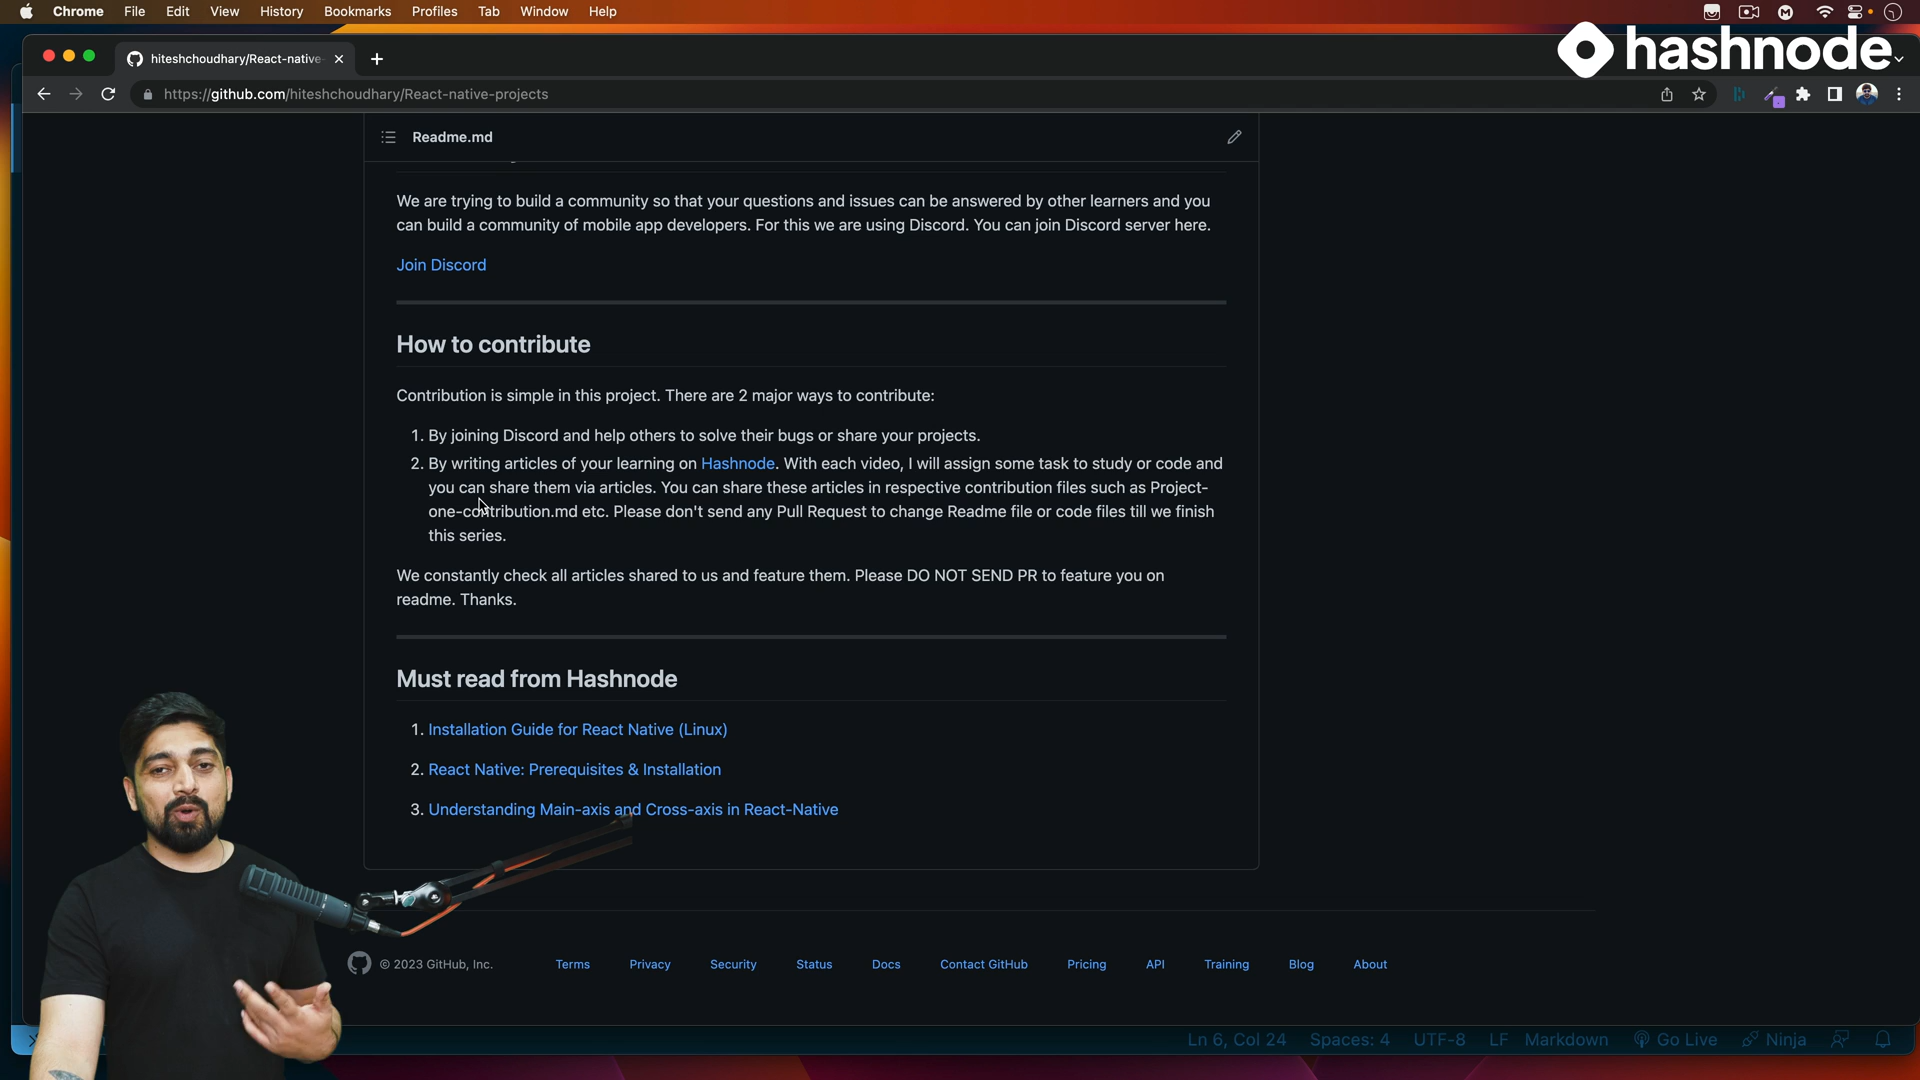 Chrome File Edit View History Bookmarks Profiles Tab Window Help
hashnode
hiteshchoudhary/React-native-
https://github.com/hiteshchoudhary/React-native-projects
Readme.md
We are trying to build a community so that your questions and issues can be answered by other learners and you
can build a community of mobile app developers. For this we are using Discord. You can join Discord server here.
Join Discord
How to contribute
Contribution is simple in this project. There are 2 major ways to contribute:
1. By joining Discord and help others to solve their bugs or share your projects.
2. By writing articles of your learning on Hashnode. With each video, I will assign some task to study or code and
you can share them via articles. You can share these articles in respective contribution files such as Project-
one-contribution.md etc. Please don't send any Pull Request to change Readme file or code files till we finish
this series.
We constantly check all articles shared to us and feature them. Please DO NOT SEND PR to feature you on
readme. Thanks.
Must read from Hashnode
1. Installation Guide for React Native (Linux)
2. React Native: Prerequisites & Installation
3. Understanding Main-axis and Cross-axis in React-Native
© 2023 GitHub, Inc. Terms Privacy Security Status Docs Contact GitHub Pricing API Training Blog About
Ln 6, Col 24 Spaces: 4 UTF-8 LF Markdown Go Live Ninja